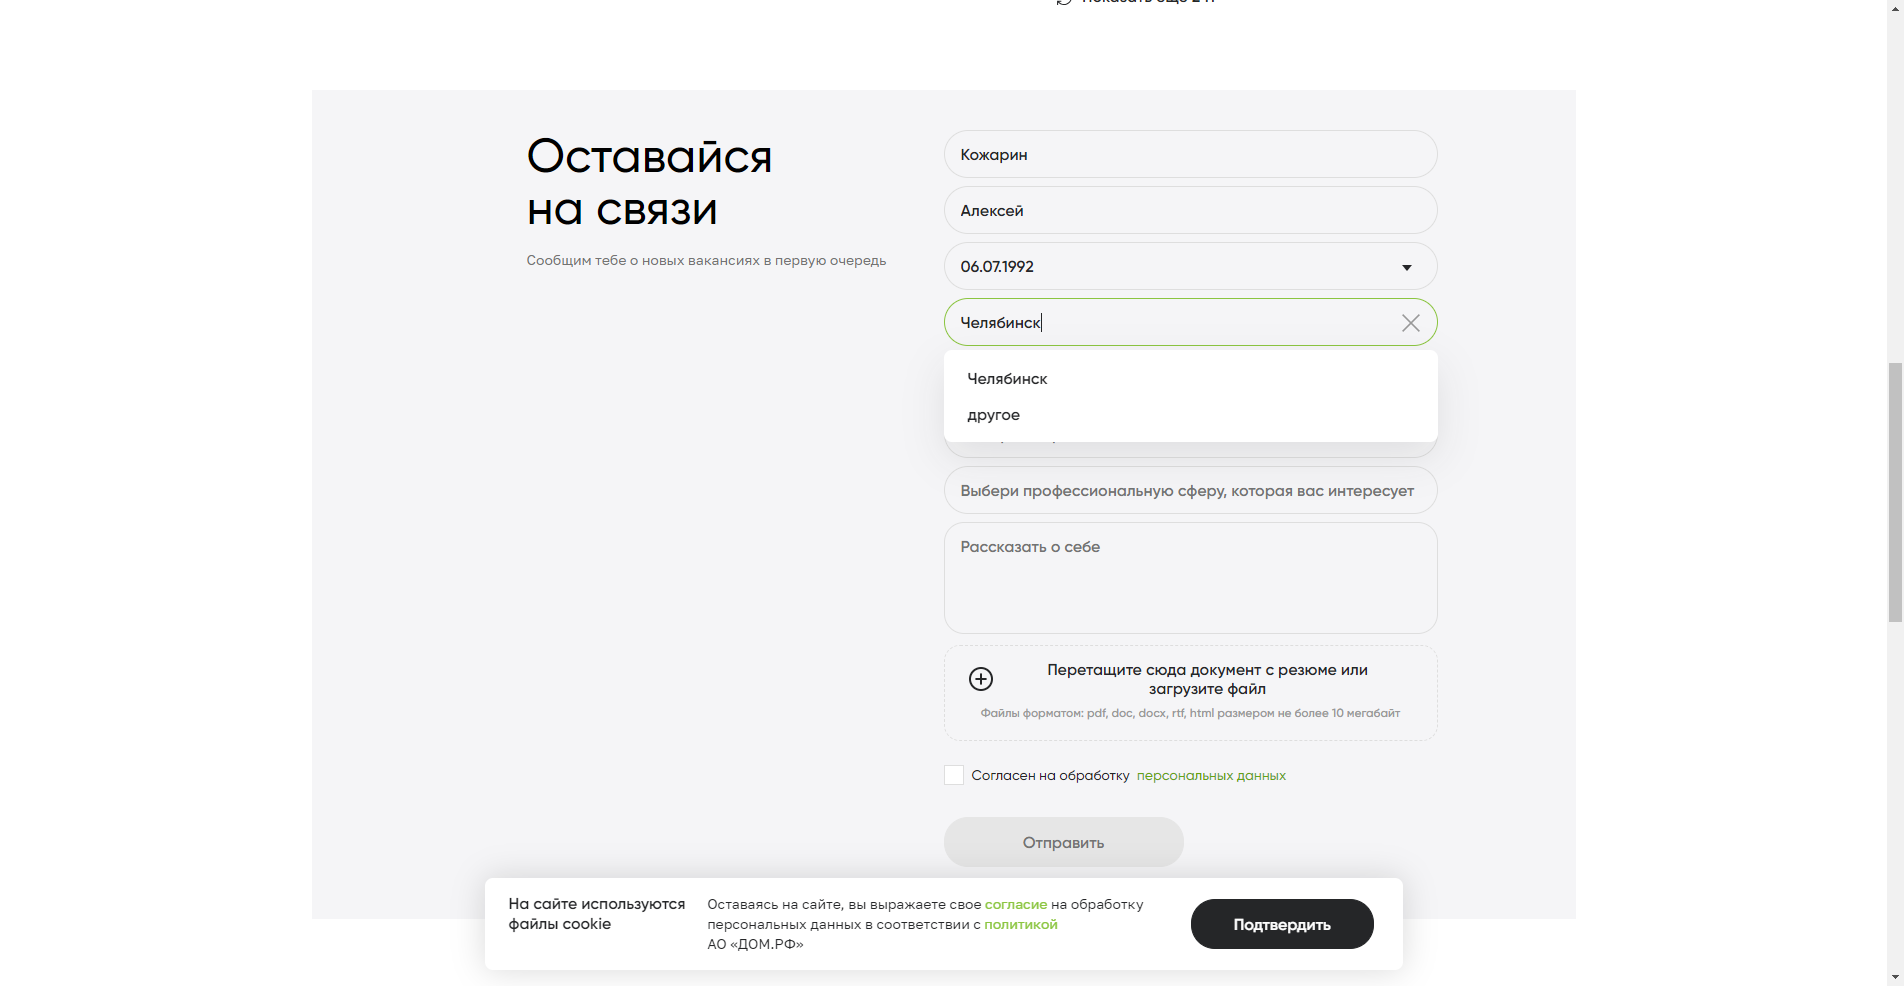 Оставайся
на связи
Сообщим тебе о новых вакансиях в первую очередь
Кожарин
Алексей
06.07.1992
Челябинск
Челябинск
другое
Выбери профессиональную сферу, которая вас интересует
Рассказать о себе
Перетащите сюда документ с резюме или
загрузите файл
Файлы форматом: pdf, doc, docx, rtf, html размером не более 10 мегабайт
Согласен на обработку персональных данных
Отправить
На сайте используются
файлы cookie
Оставаясь на сайте, вы выражаете свое согласие на обработку
персональных данных в соответствии с политикой
АО «ДОМ.РФ»
Подтвердить